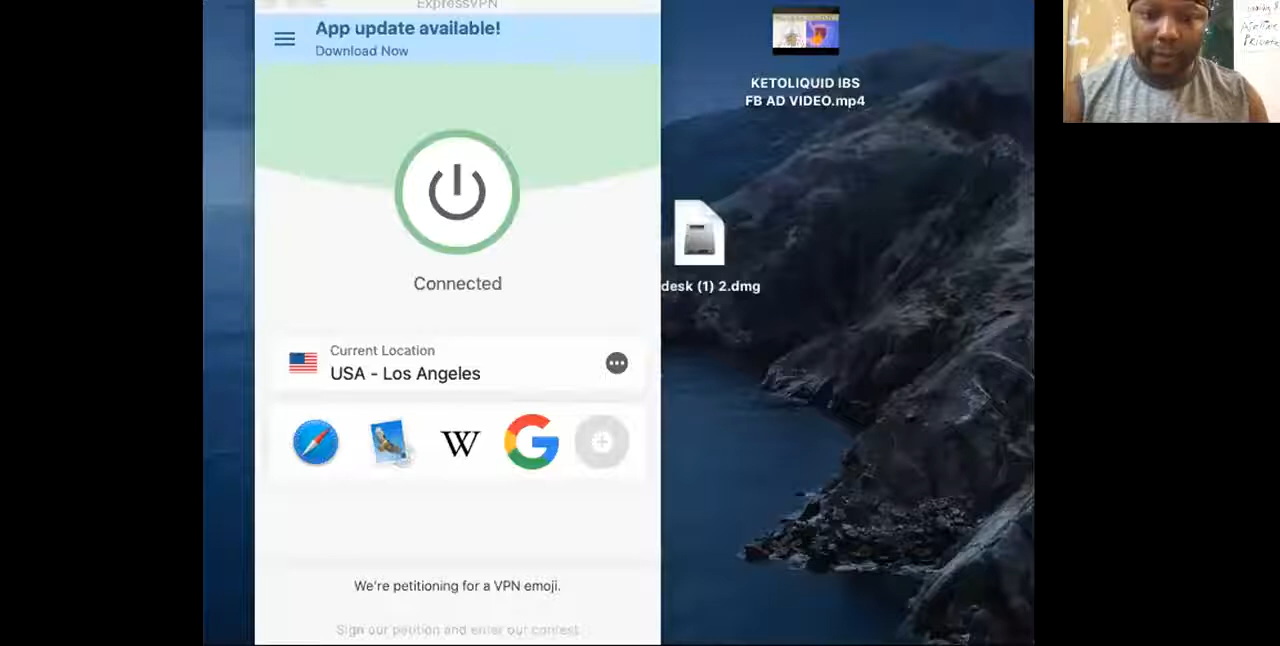 ExpressVPN
App update available!
Download Now
Connected
Current Location
USA - Los Angeles
W
G
We're petitioning for a VPN emoji.
Sign our petition and enter our contest
KETOLIQUID IBS
FB AD VIDEO.mp4
desk (1) 2.dmg
Private